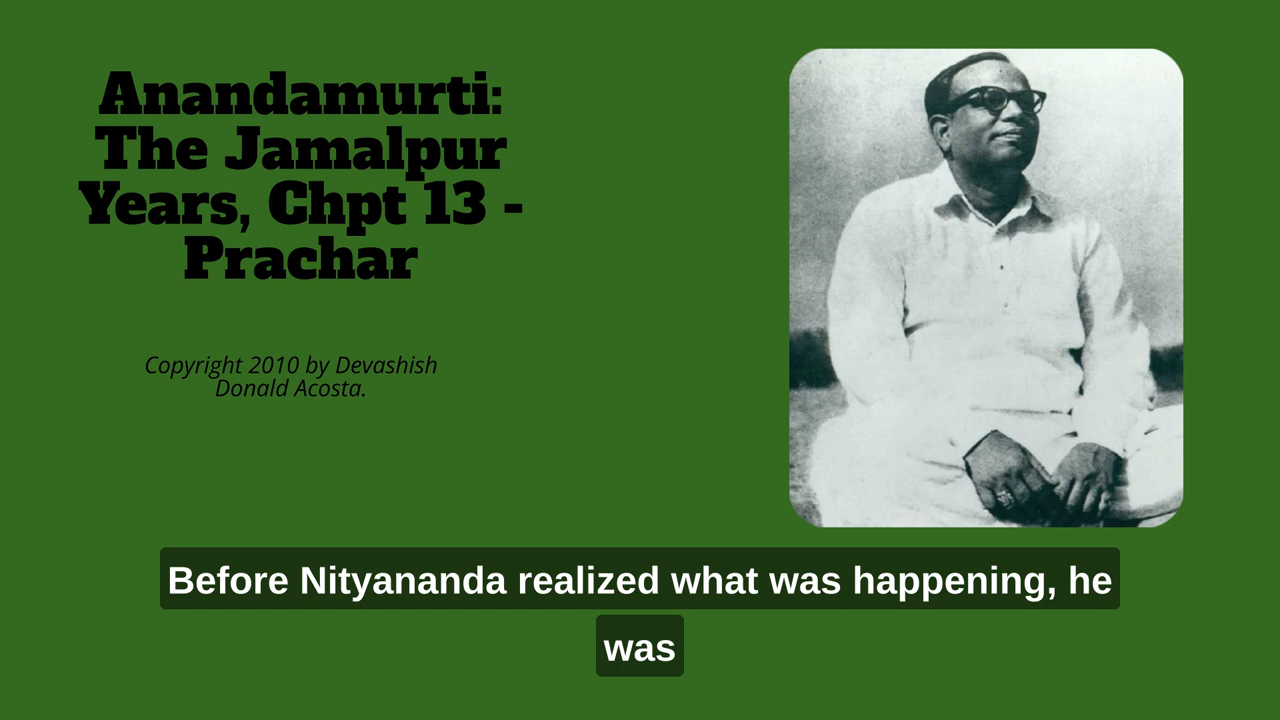 Anandamurti:
The Jamalpur
Years, Chpt 13 -
Prachar
Copyright 2010 by Devashish
Donald Acosta.
Before Nityananda realized what was happening, he
was